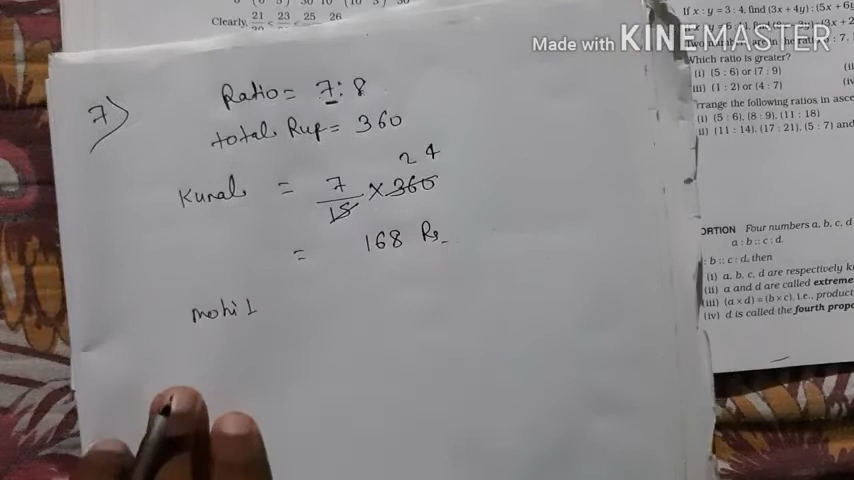 Clearly, 21/30 < 23 < 25 26
Made with KINEMASTER
If x : y = 3 : 4, find (3x + 4y) : (5x + 6y
Which ratio is greater?
(i) (5 : 6) or (7 : 9) (ii
(iii) (1 : 2) or (4 : 7) (iv
rrange the following ratios in asce
(i) (5 : 6), (8 : 9), (11 : 18)
ii) (11 : 14), (17 : 21), (5 : 7) and
ORTION Four numbers a, b, c, d
a : b :: c : d.
: b :: c : d, then
(i) a, b, c, d are respectively k
(ii) a and d are called extreme
(iii) (a × d) = (b × c), i.e., product
(iv) d is called the fourth propo
7)
Ratio = 7 : 8
total Rup = 360
24
Kunal = 7/15 × 360
= 168 Rs
mohi